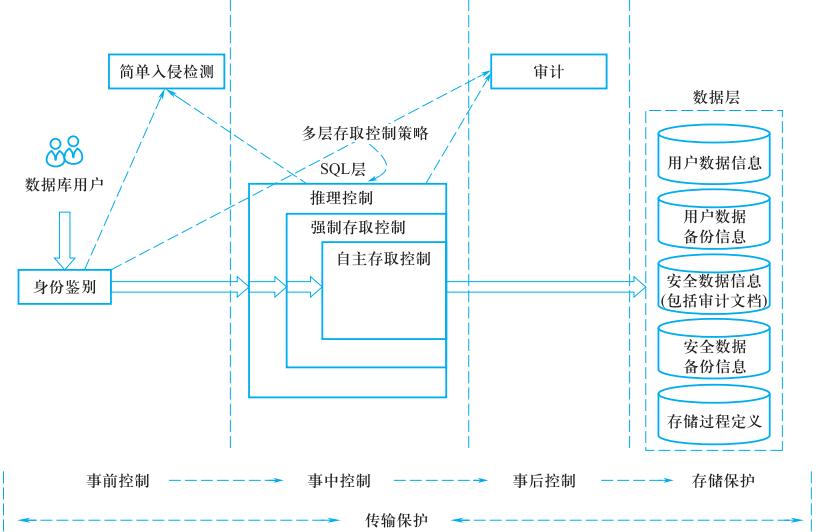 简单入侵检测
审计
数据层
多层存取控制策略
SQL层
用户数据信息
数据库用户
推理控制
强制存取控制
自主存取控制
用户数据
备份信息
身份鉴别
安全数据信息
(包括审计文档)
安全数据
备份信息
存储过程定义
事前控制
事中控制
事后控制
存储保护
传输保护